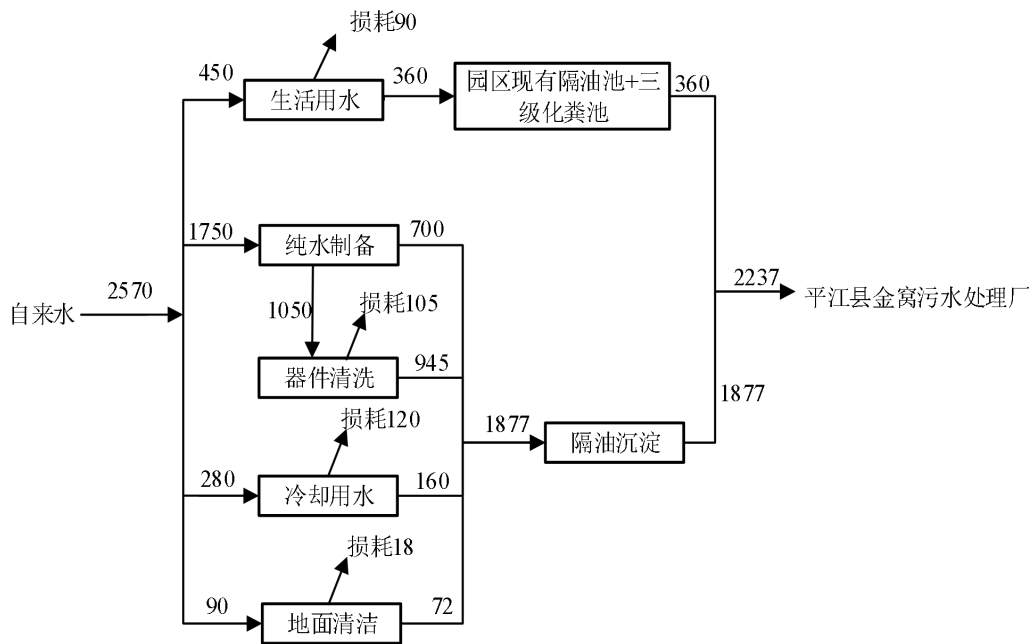 损耗90
450
生活用水
360
园区现有隔油池+三
级化粪池
360
1750
纯水制备
700
自来水
2570
1050
损耗105
2237
平江县金窝污水处理厂
器件清洗
945
1877
损耗120
1877
隔油沉淀
280
冷却用水
160
损耗18
90
地面清洁
72